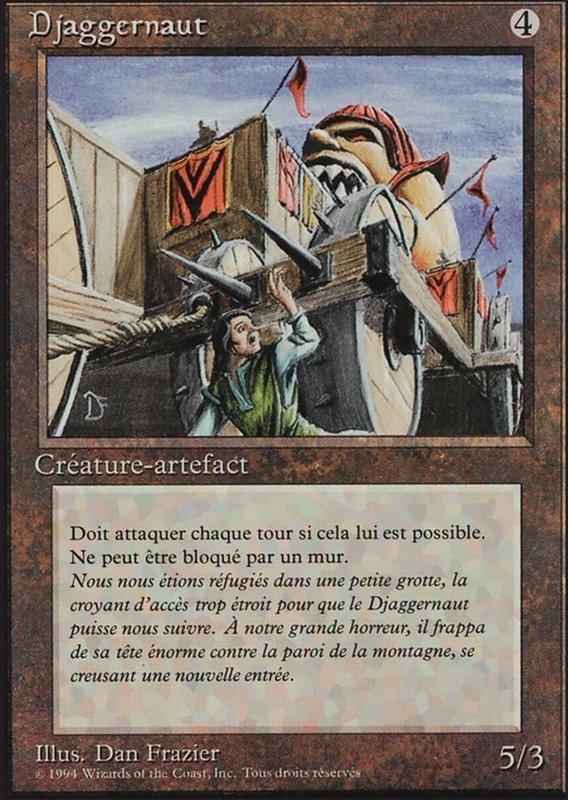 Djaggernaut
4
DF
Créature-artefact
Doit attaquer chaque tour si cela lui est possible.
Ne peut être bloqué par un mur.
Nous nous étions réfugiés dans une petite grotte, la
croyant d'accès trop étroit pour que le Djaggernaut
puisse nous suivre. À notre grande horreur, il frappa
de sa tête énorme contre la paroi de la montagne, se
creusant une nouvelle entrée.
Illus. Dan Frazier
5/3
© 1994 Wizards of the Coast, Inc. Tous droits réservés.